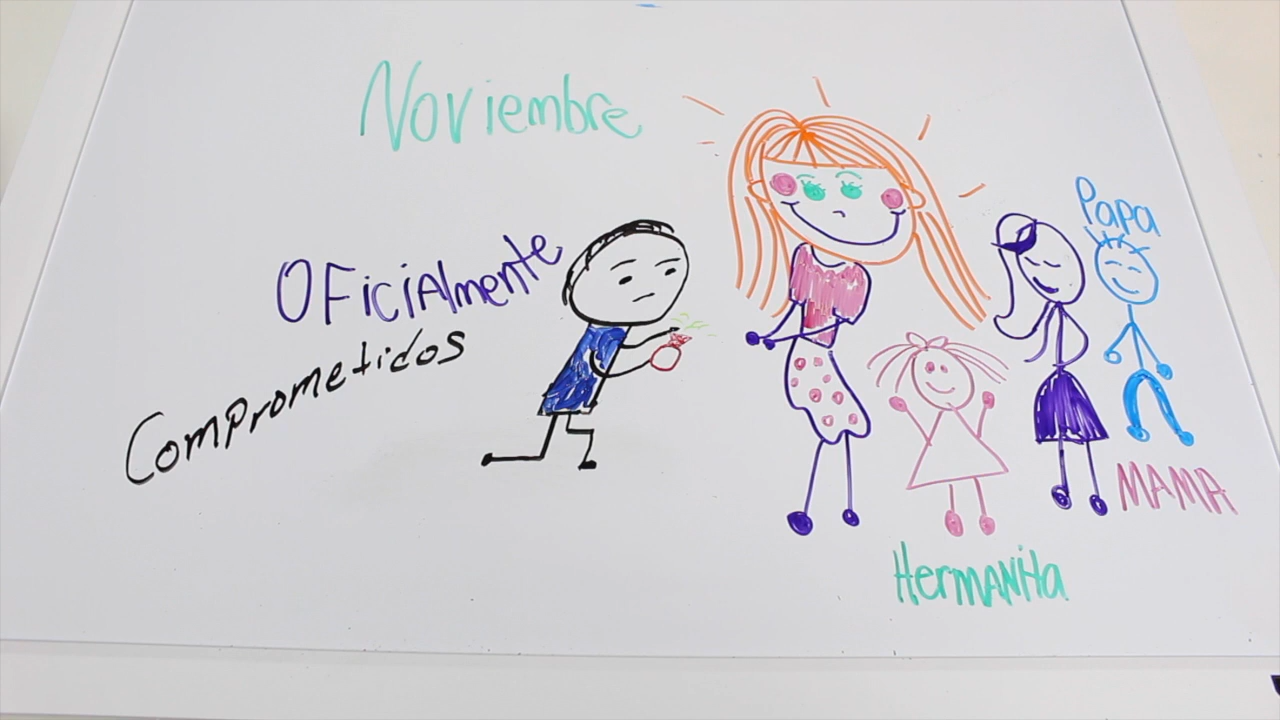 Noviembre
Oficialmente
Comprometidos
Papa
MAMA
HermANita